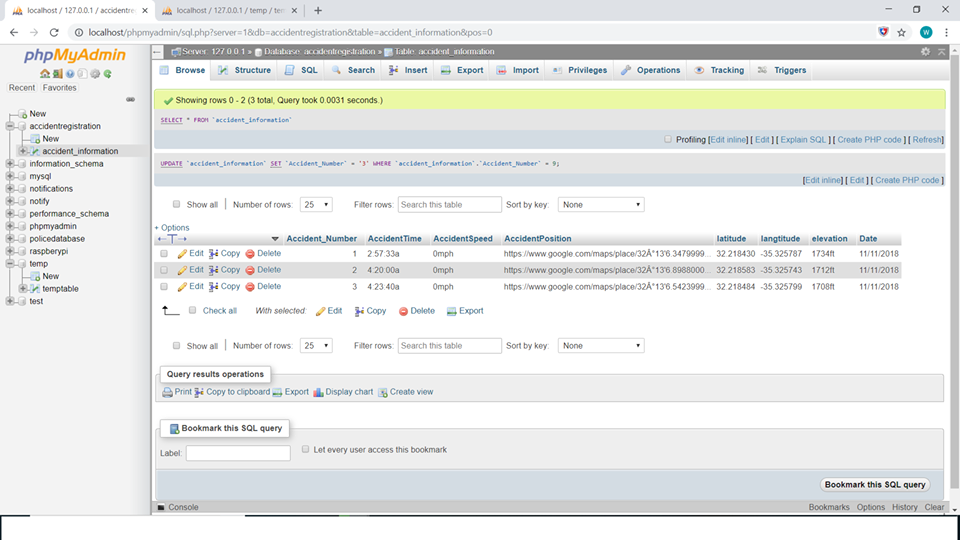 localhost / 127.0.0.1 / accidentre
localhost / 127.0.0.1 / temp / tem
localhost/phpmyadmin/sql.php?server=1&db=accidentregistration&table=accident_information&pos=0
W
phpMyAdmin
Recent Favorites
New
accidentregistration
New
accident_information
information_schema
mysql
notifications
notify
performance_schema
phpmyadmin
policedatabase
raspberrypi
temp
New
temptable
test
Server: 127.0.0.1 » Database: accidentregistration » Table: accident_information
Browse Structure SQL Search Insert Export Import Privileges Operations Tracking Triggers
Showing rows 0 - 2 (3 total, Query took 0.0031 seconds.)
SELECT * FROM `accident_information`
Profiling [Edit inline] [ Edit ] [ Explain SQL ] [ Create PHP code ] [ Refresh]
UPDATE `accident_information` SET `Accident_Number` = '3' WHERE `accident_information`.`Accident_Number` = 9;
[Edit inline] [ Edit ] [ Create PHP code ]
Show all Number of rows: 25 Filter rows: Search this table Sort by key: None
+ Options
←T→ Accident_Number AccidentTime AccidentSpeed AccidentPosition latitude langtitude elevation Date
Edit Copy Delete 1 2:57:33a 0mph https://www.google.com/maps/place/32Â°13'6.3479999... 32.218430 -35.325787 1734ft 11/11/2018
Edit Copy Delete 2 4:20:00a 0mph https://www.google.com/maps/place/32Â°13'6.8988000... 32.218583 -35.325743 1712ft 11/11/2018
Edit Copy Delete 3 4:23:40a 0mph https://www.google.com/maps/place/32Â°13'6.5423999... 32.218484 -35.325799 1708ft 11/11/2018
Check all With selected: Edit Copy Delete Export
Show all Number of rows: 25 Filter rows: Search this table Sort by key: None
Query results operations
Print Copy to clipboard Export Display chart Create view
Bookmark this SQL query
Label: Let every user access this bookmark
Bookmark this SQL query
Console Bookmarks Options History Clear